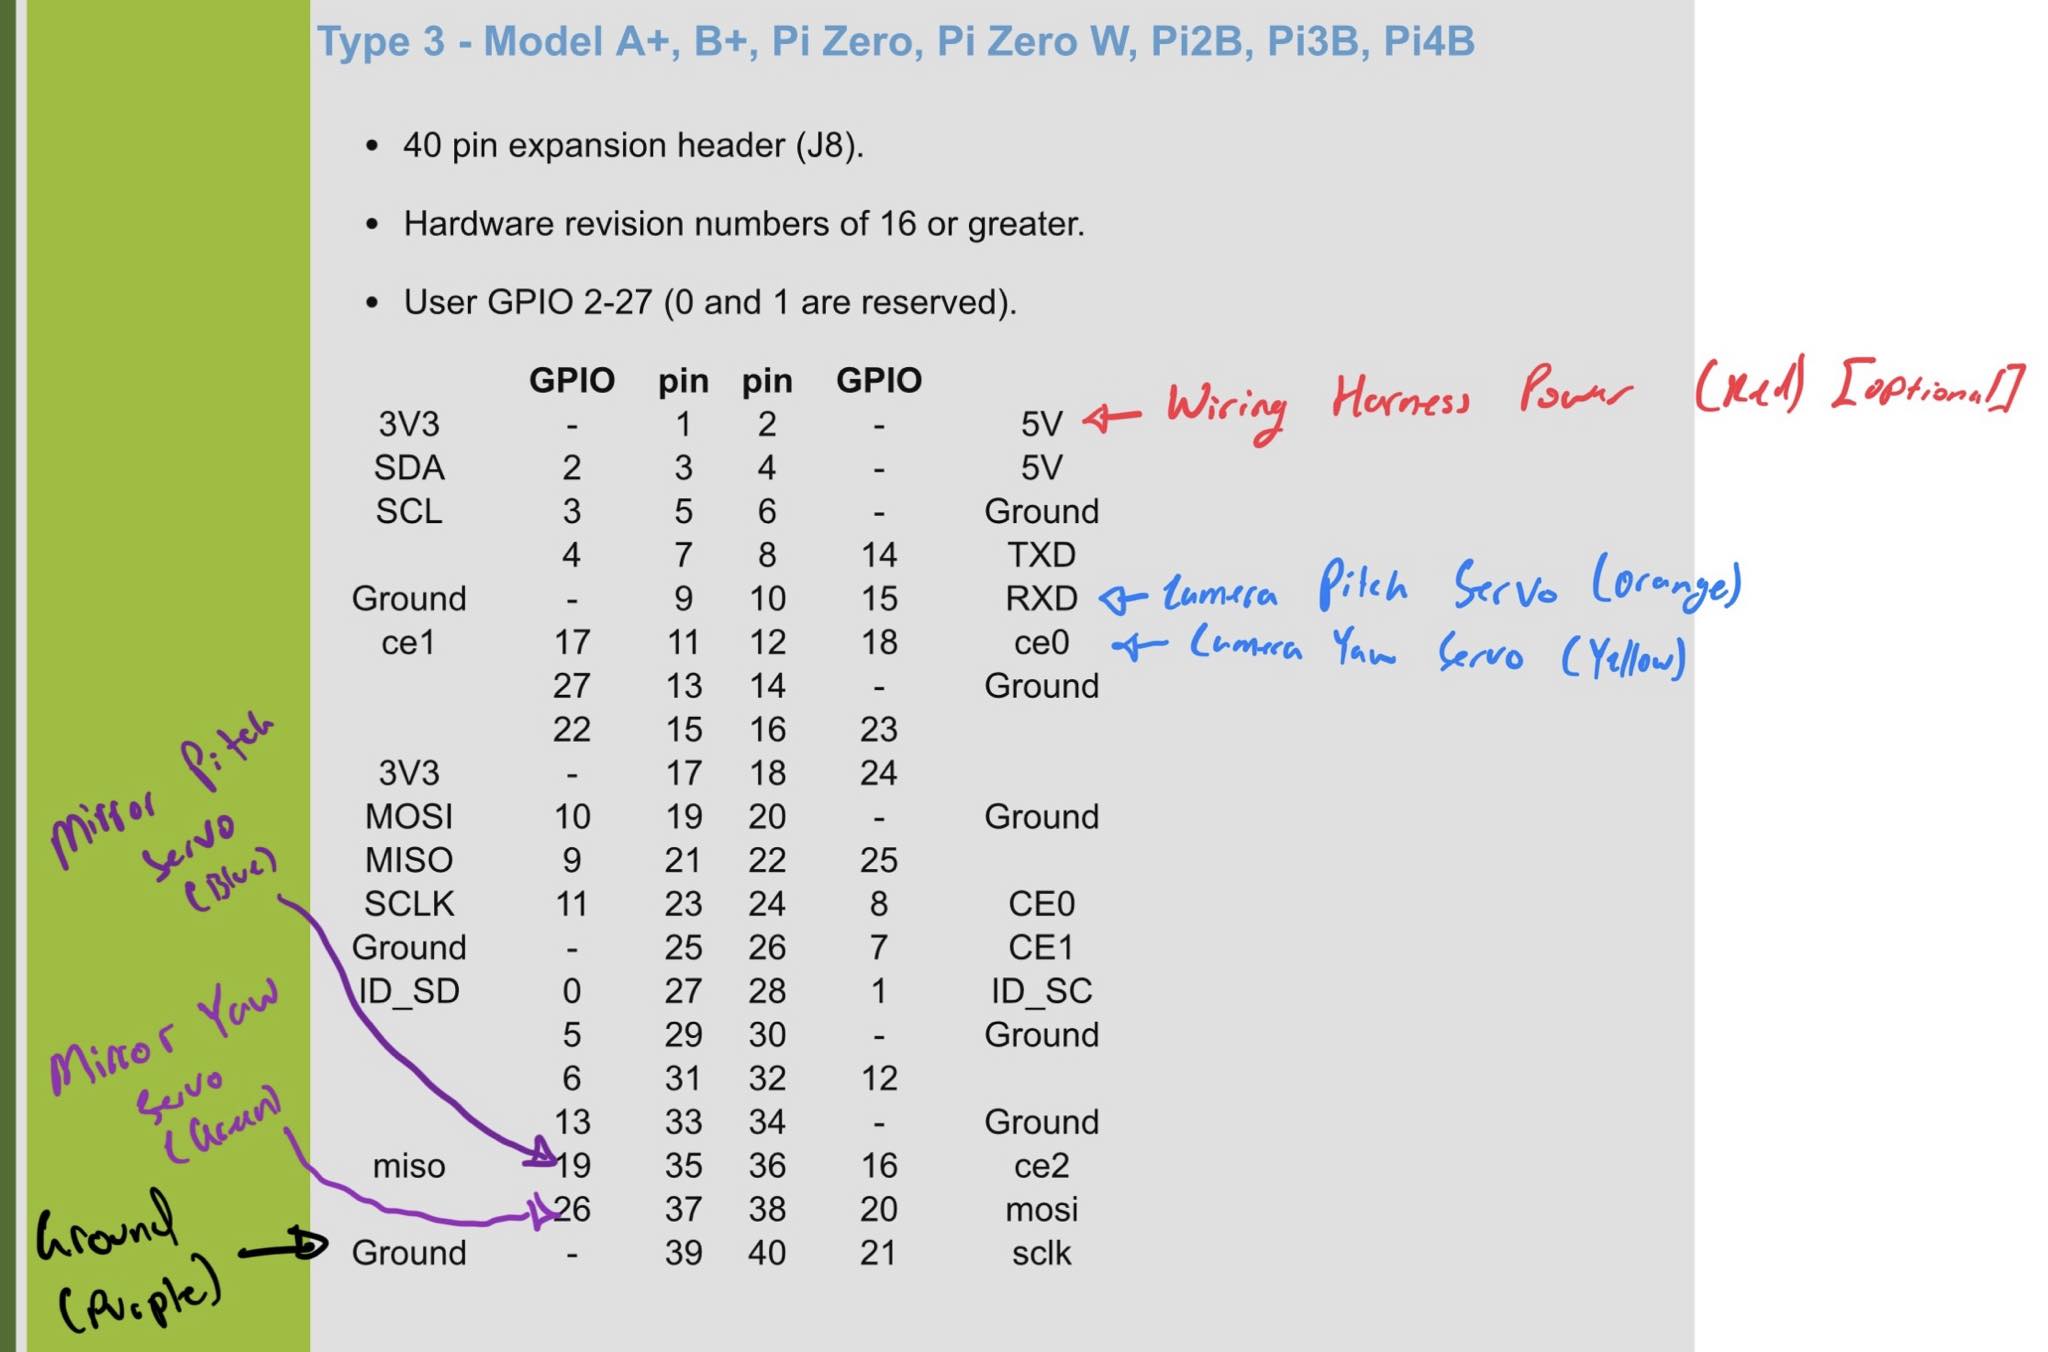 Type 3 - Model A+, B+, Pi Zero, Pi Zero W, Pi2B, Pi3B, Pi4B
• 40 pin expansion header (J8).
• Hardware revision numbers of 16 or greater.
• User GPIO 2-27 (0 and 1 are reserved).
GPIO pin pin GPIO
3V3 - 1 2 - 5V
Wiring Harness Power (Red) [optional]
SDA 2 3 4 - 5V
SCL 3 5 6 - Ground
4 7 8 14 TXD
Ground - 9 10 15 RXD
Camera Pitch Servo (Orange)
ce1 17 11 12 18 ce0
Camera Yaw Servo (Yellow)
27 13 14 - Ground
22 15 16 23
3V3 - 17 18 24
MOSI 10 19 20 - Ground
MISO 9 21 22 25
SCLK 11 23 24 8 CE0
Ground - 25 26 7 CE1
ID_SD 0 27 28 1 ID_SC
5 29 30 - Ground
6 31 32 12
13 33 34 - Ground
miso 19 35 36 16 ce2
26 37 38 20 mosi
Ground - 39 40 21 sclk
Mirror Pitch
Servo
(Blue)
Mirror Yaw
Servo
(Green)
Ground
(Purple)